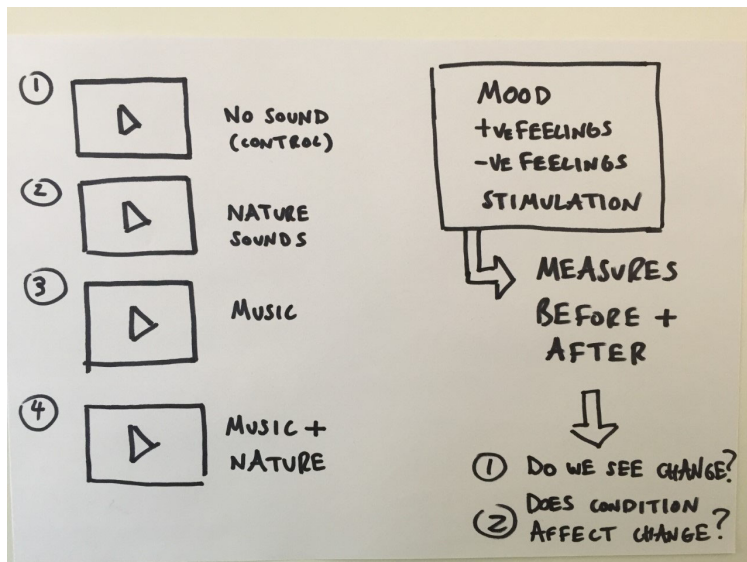 1
NO SOUND
(CONTROL)
2
NATURE
SOUNDS
3
MUSIC
4
MUSIC +
NATURE
MOOD
+VE FEELINGS
-VE FEELINGS
STIMULATION
MEASURES
BEFORE +
AFTER
1 DO WE SEE CHANGE?
2 DOES CONDITION
AFFECT CHANGE?